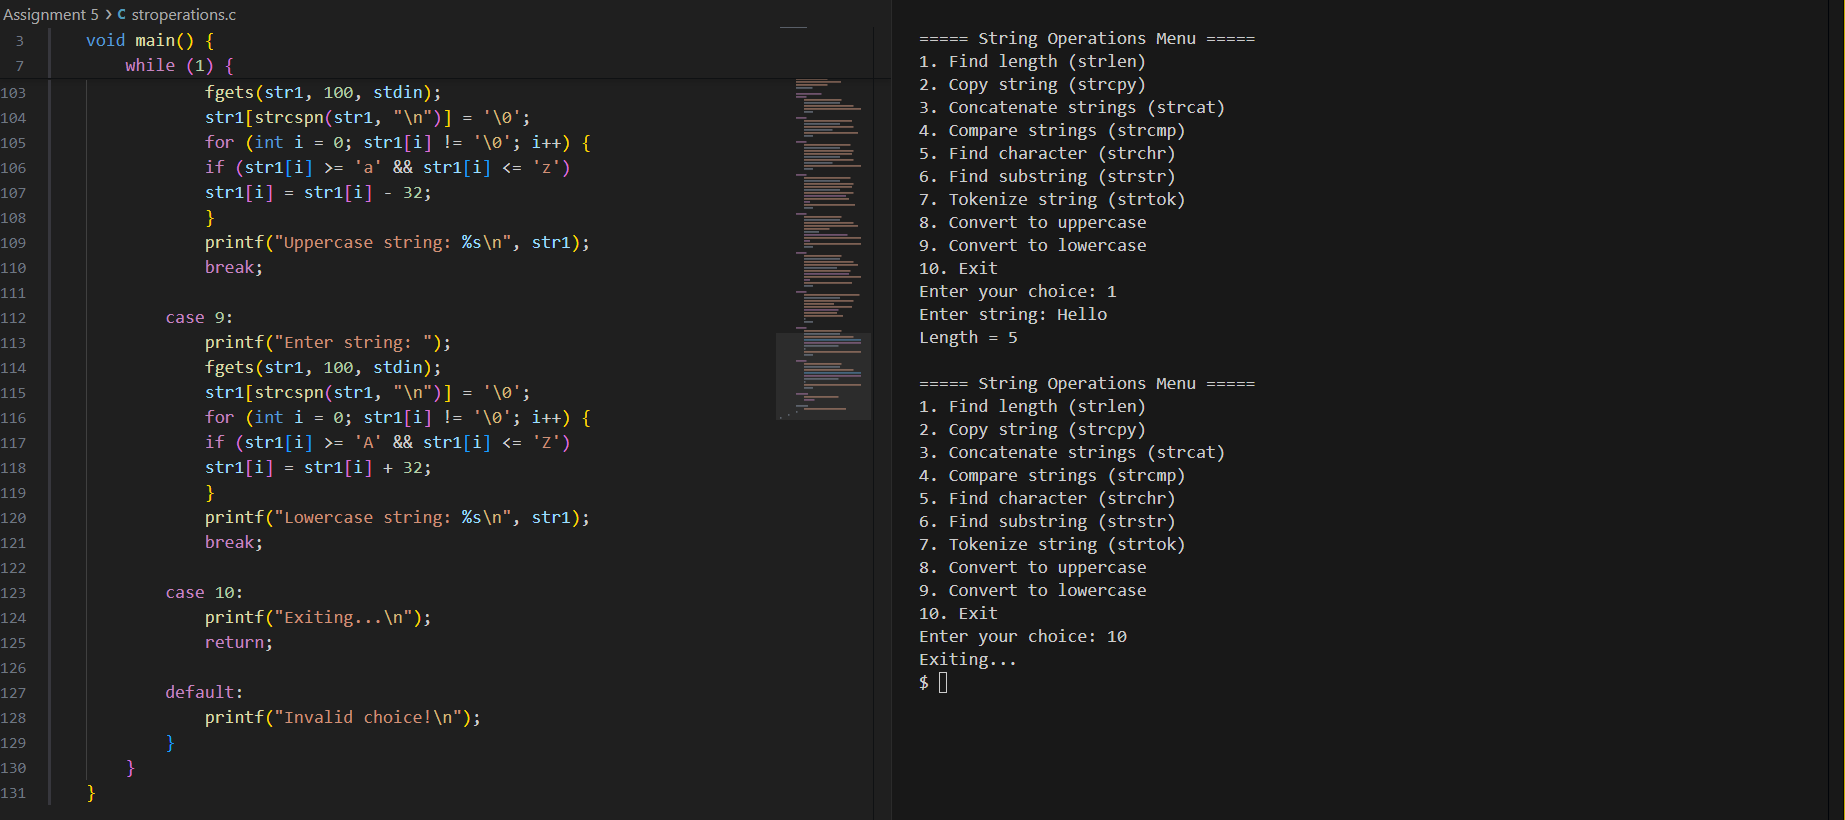 Assignment 5 > C stroperations.c
3 void main() {
7 while (1) {
103 fgets(str1, 100, stdin);
104 str1[strcspn(str1, "\n")] = '\0';
105 for (int i = 0; str1[i] != '\0'; i++) {
106 if (str1[i] >= 'a' && str1[i] <= 'z')
107 str1[i] = str1[i] - 32;
108 }
109 printf("Uppercase string: %s\n", str1);
110 break;
111
112 case 9:
113 printf("Enter string: ");
114 fgets(str1, 100, stdin);
115 str1[strcspn(str1, "\n")] = '\0';
116 for (int i = 0; str1[i] != '\0'; i++) {
117 if (str1[i] >= 'A' && str1[i] <= 'Z')
118 str1[i] = str1[i] + 32;
119 }
120 printf("Lowercase string: %s\n", str1);
121 break;
122
123 case 10:
124 printf("Exiting...\n");
125 return;
126
127 default:
128 printf("Invalid choice!\n");
129 }
130 }
131 }
===== String Operations Menu =====
1. Find length (strlen)
2. Copy string (strcpy)
3. Concatenate strings (strcat)
4. Compare strings (strcmp)
5. Find character (strchr)
6. Find substring (strstr)
7. Tokenize string (strtok)
8. Convert to uppercase
9. Convert to lowercase
10. Exit
Enter your choice: 1
Enter string: Hello
Length = 5
===== String Operations Menu =====
1. Find length (strlen)
2. Copy string (strcpy)
3. Concatenate strings (strcat)
4. Compare strings (strcmp)
5. Find character (strchr)
6. Find substring (strstr)
7. Tokenize string (strtok)
8. Convert to uppercase
9. Convert to lowercase
10. Exit
Enter your choice: 10
Exiting...
$